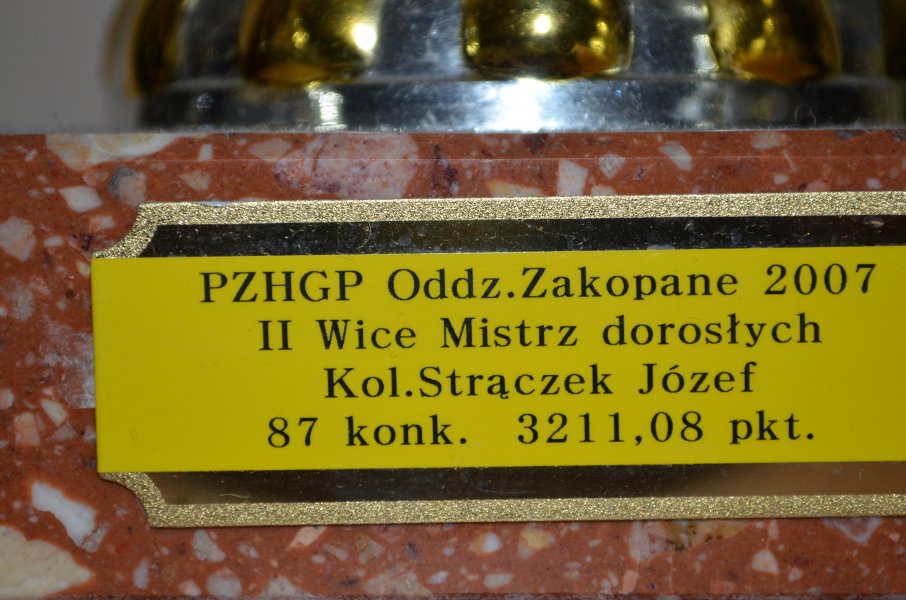 PZHGP Oddz.Zakopane 2007
II Wice Mistrz dorosłych
Kol.Strączek Józef
87 konk. 3211,08 pkt.